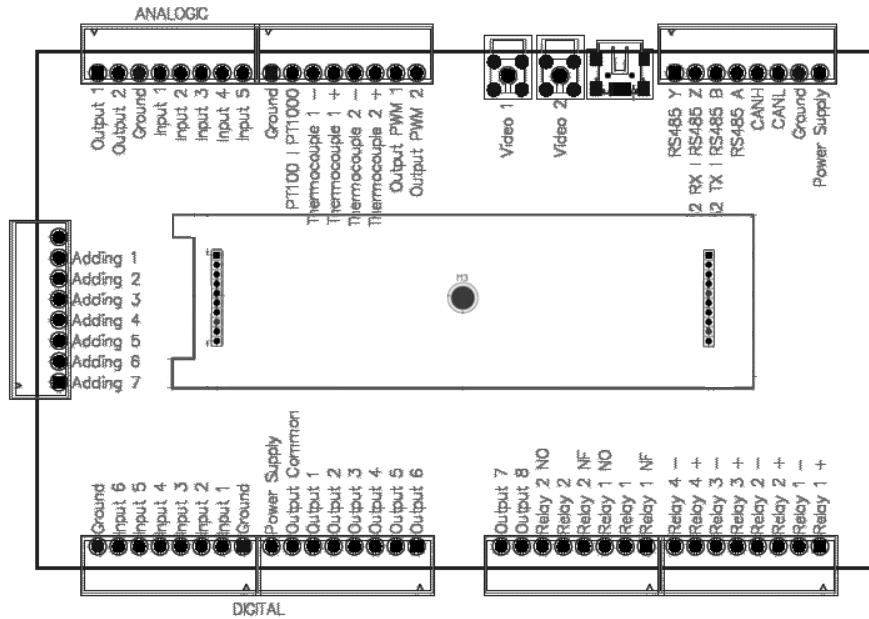 ANALOGIC
Output 1
Output 2
Ground
Input 1
Input 2
Input 3
Input 4
Input 5
Ground
PT100 | PT1000
Thermocouple 1 −
Thermocouple 1 +
Thermocouple 2 −
Thermocouple 2 +
Output PWM 1
Output PWM 2
Video 1
Video 2
RS485 Y
2 RX | RS485 Z
2 TX | RS485 B
RS485 A
CANH
CANL
Ground
Power Supply
Adding 1
Adding 2
Adding 3
Adding 4
Adding 5
Adding 6
Adding 7
Ground
Input 6
Input 5
Input 4
Input 3
Input 2
Input 1
Ground
Power Supply
Output Common
Output 1
Output 2
Output 3
Output 4
Output 5
Output 6
Output 7
Output 8
Relay 2 NO
Relay 2
Relay 2 NF
Relay 1 NO
Relay 1
Relay 1 NF
Relay 4 −
Relay 4 +
Relay 3 −
Relay 3 +
Relay 2 −
Relay 2 +
Relay 1 −
Relay 1 +
DIGITAL